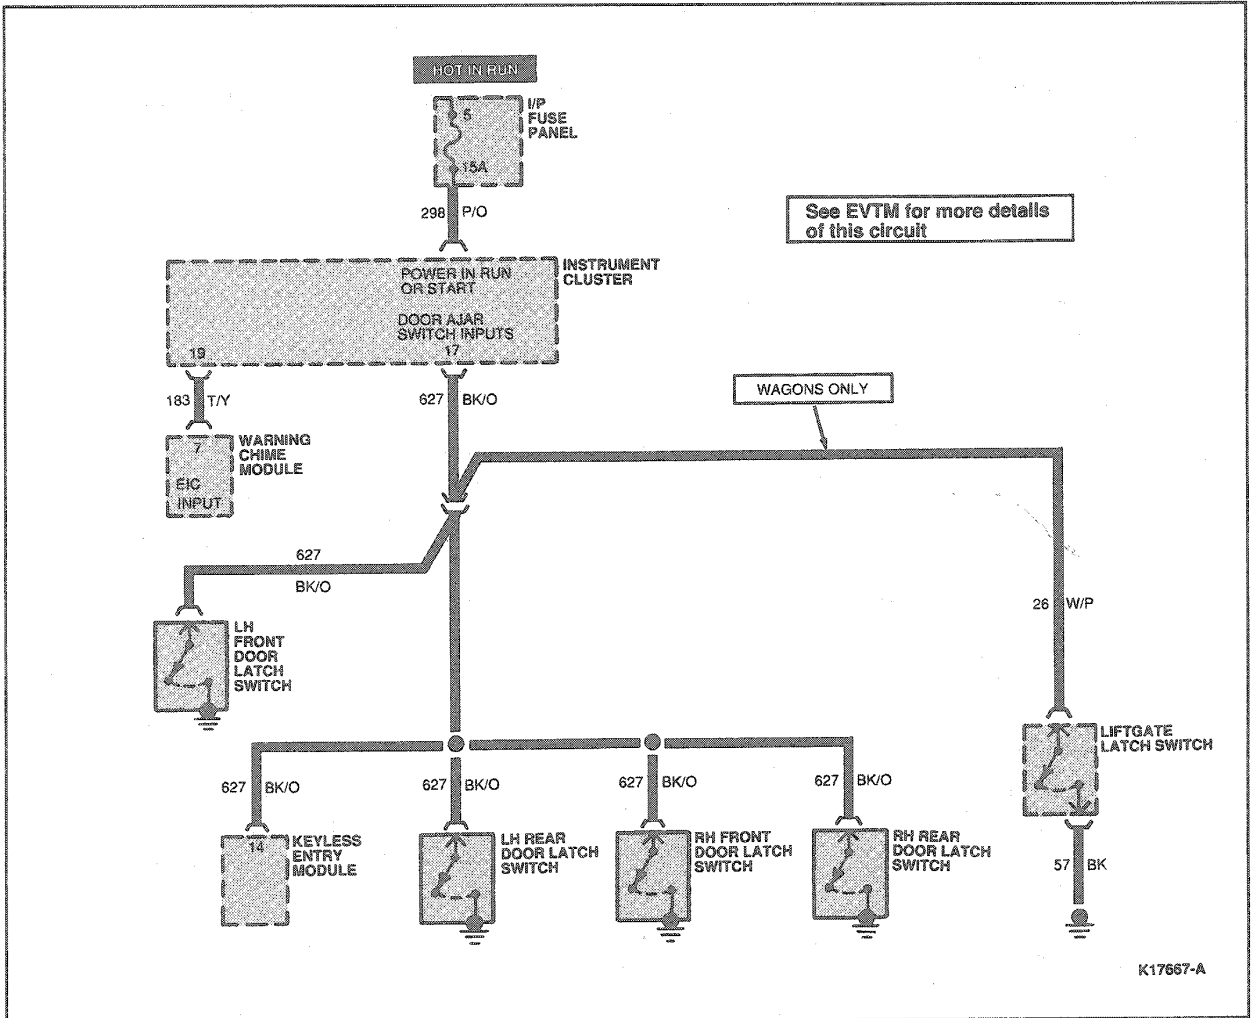 HOT IN RUN
I/P
FUSE
PANEL
5
15A
298 P/O
See EVTM for more details
of this circuit
INSTRUMENT
CLUSTER
POWER IN RUN
OR START
DOOR AJAR
SWITCH INPUTS
19
17
183 T/Y
627 BK/O
WAGONS ONLY
WARNING
CHIME
MODULE
7
EIC
INPUT
627
BK/O
26 W/P
LH
FRONT
DOOR
LATCH
SWITCH
LIFTGATE
LATCH SWITCH
627 BK/O
627 BK/O
627 BK/O
627 BK/O
14
KEYLESS
ENTRY
MODULE
LH REAR
DOOR LATCH
SWITCH
RH FRONT
DOOR LATCH
SWITCH
RH REAR
DOOR LATCH
SWITCH
57 BK
K17667-A